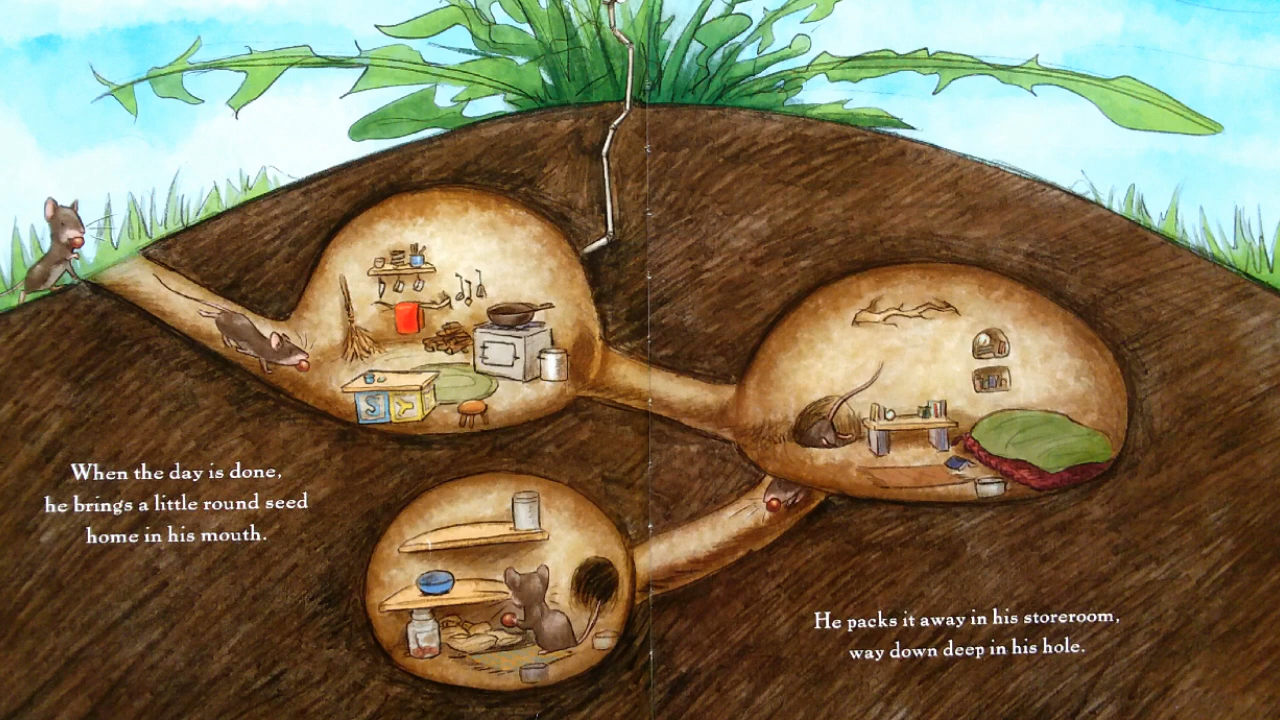 When the day is done,
he brings a little round seed
home in his mouth.
S Y
He packs it away in his storeroom,
way down deep in his hole.